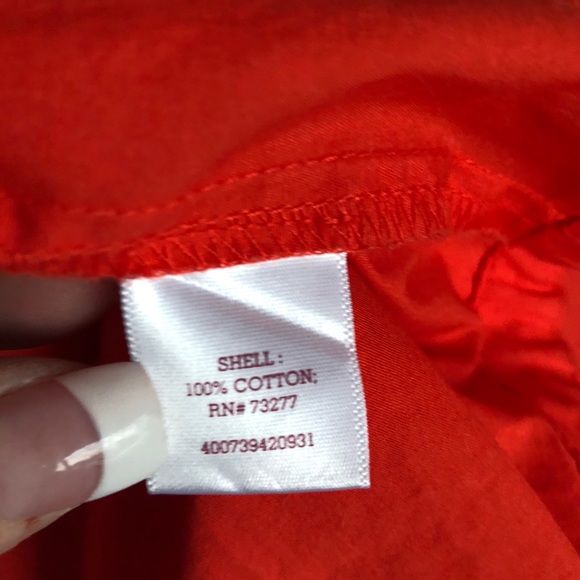 SHELL :
100% COTTON;
RN# 73277
400739420931